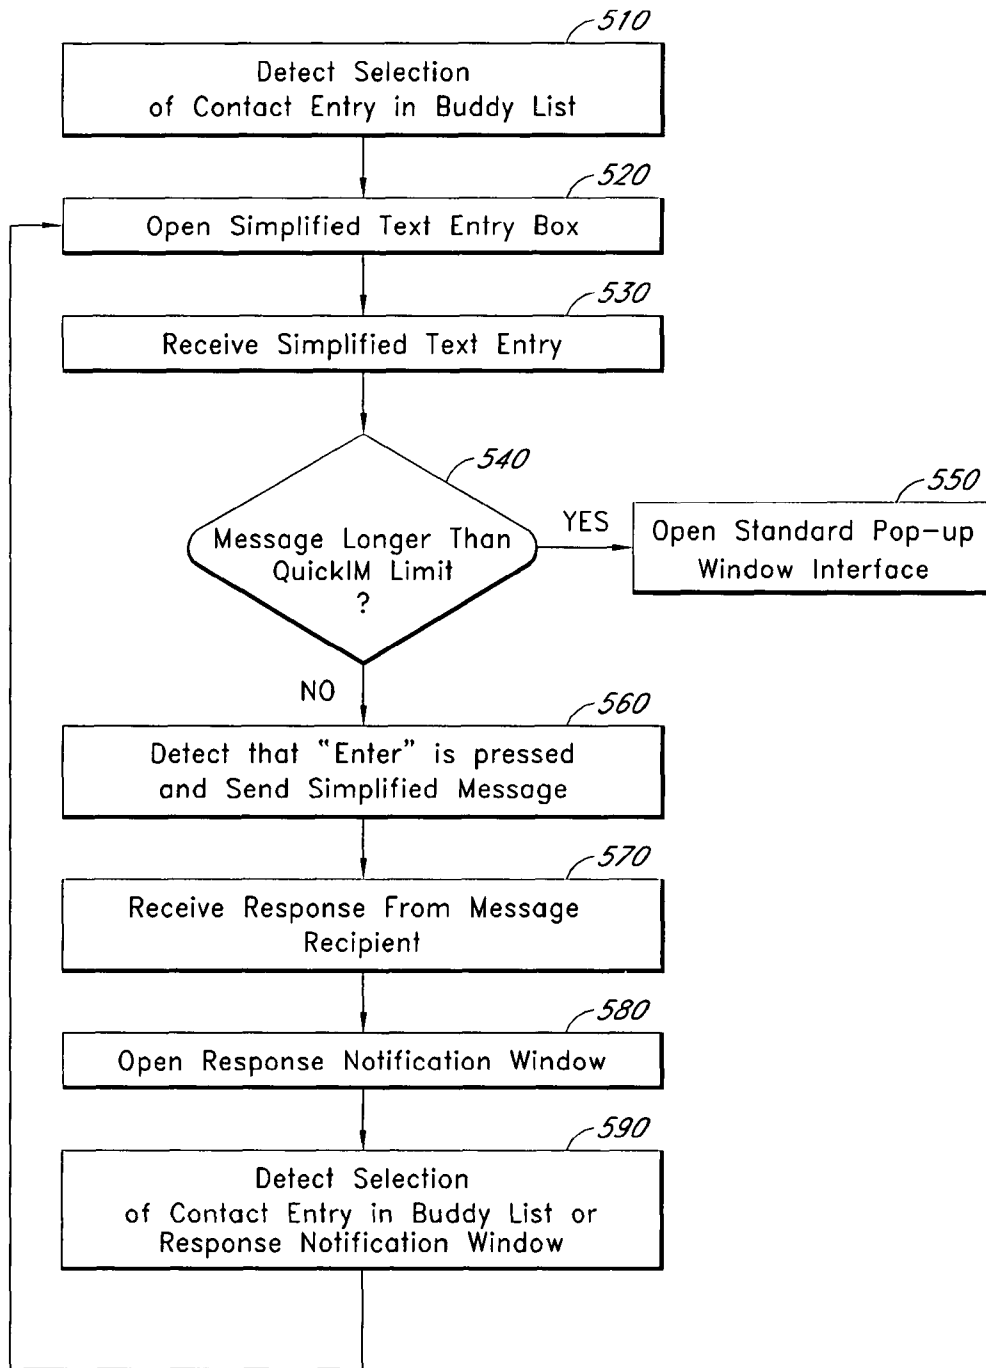 510
Detect Selection
of Contact Entry in Buddy List
520
Open Simplified Text Entry Box
530
Receive Simplified Text Entry
540
Message Longer Than
QuickIM Limit
?
YES
550
Open Standard Pop-up
Window Interface
NO
560
Detect that “Enter” is pressed
and Send Simplified Message
570
Receive Response From Message
Recipient
580
Open Response Notification Window
590
Detect Selection
of Contact Entry in Buddy List or
Response Notification Window